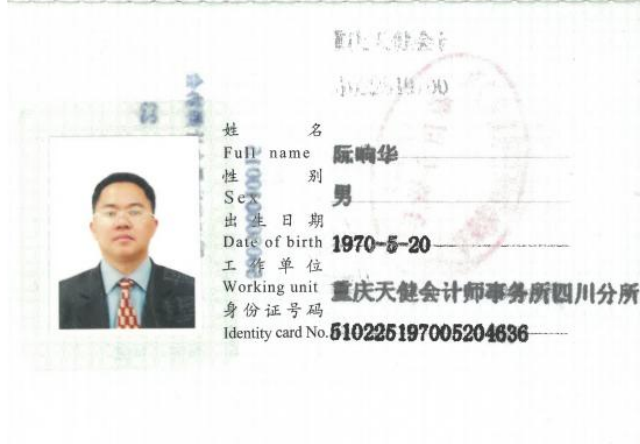 姓 名
Full name 阮响华
性 别
Sex 男
出 生 日 期
Date of birth 1970-5-20
工 作 单 位
Working unit 重庆天健会计师事务所四川分所
身 份 证 号 码
Identity card No. 510225197005204636